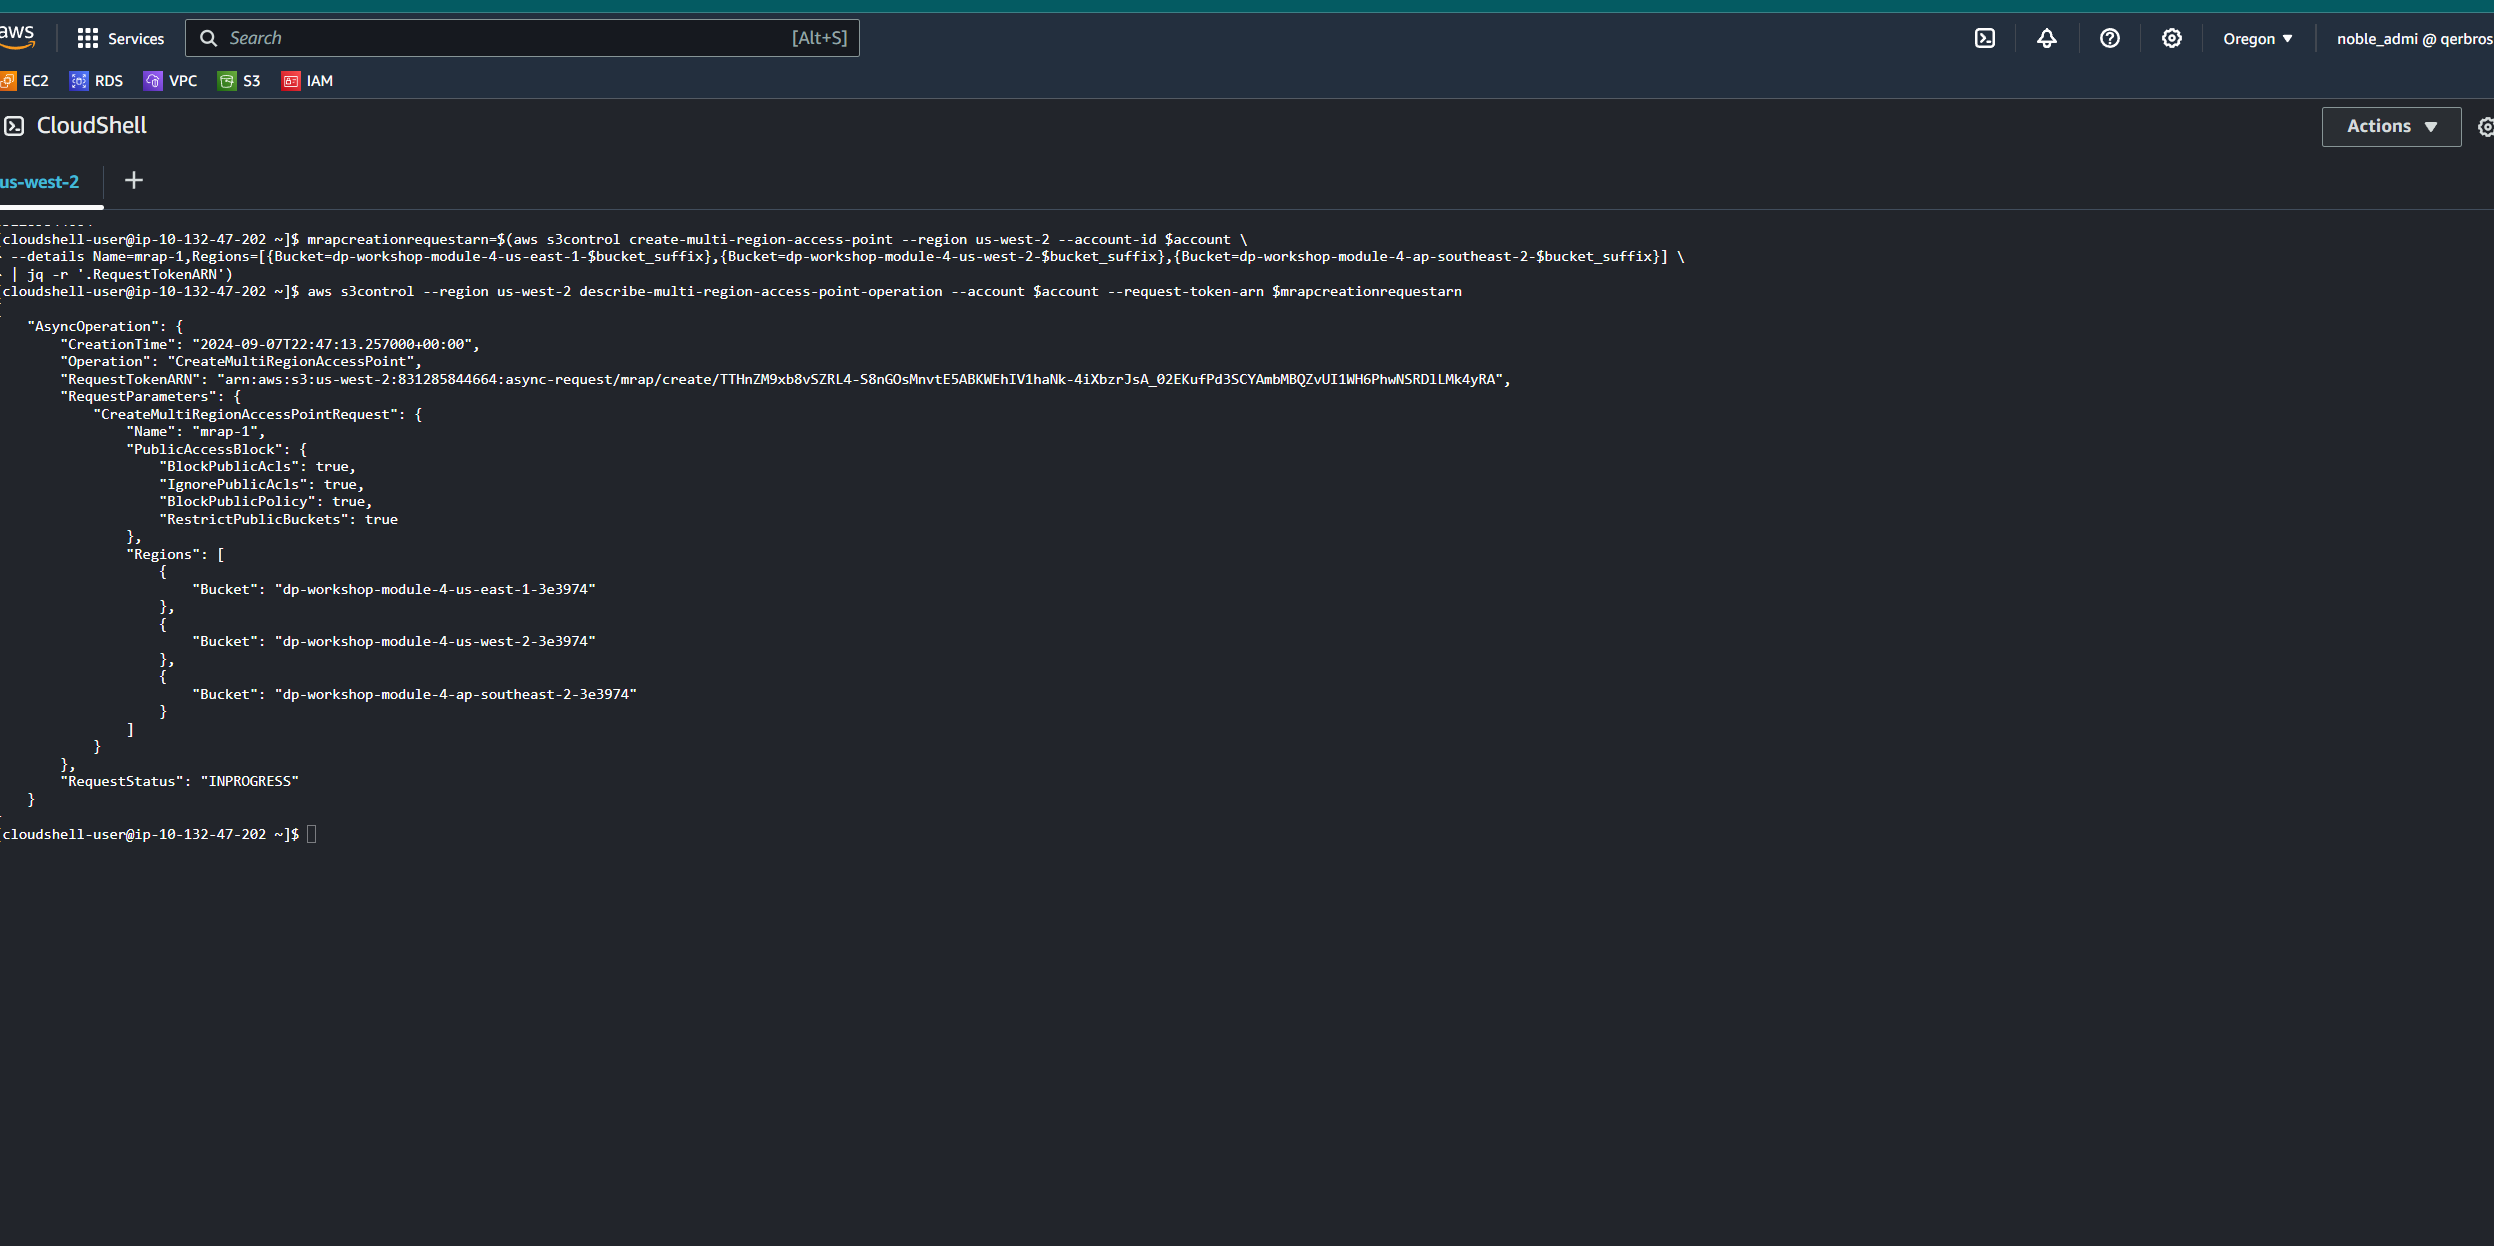 aws
Services
Search
[Alt+S]
Oregon
noble_admi @ qerbros
EC2
RDS
VPC
S3
IAM
CloudShell
Actions
us-west-2
[cloudshell-user@ip-10-132-47-202 ~]$ mrapcreationrequestarn=$(aws s3control create-multi-region-access-point --region us-west-2 --account-id $account \
> --details Name=mrap-1,Regions=[{Bucket=dp-workshop-module-4-us-east-1-$bucket_suffix},{Bucket=dp-workshop-module-4-us-west-2-$bucket_suffix},{Bucket=dp-workshop-module-4-ap-southeast-2-$bucket_suffix}] \
> | jq -r '.RequestTokenARN')
[cloudshell-user@ip-10-132-47-202 ~]$ aws s3control --region us-west-2 describe-multi-region-access-point-operation --account $account --request-token-arn $mrapcreationrequestarn
{
"AsyncOperation": {
"CreationTime": "2024-09-07T22:47:13.257000+00:00",
"Operation": "CreateMultiRegionAccessPoint",
"RequestTokenARN": "arn:aws:s3:us-west-2:831285844664:async-request/mrap/create/TTHnZM9xb8vSZRL4-S8nGOsMnvtE5ABKWEhIV1haNk-4iXbzrJsA_02EKufPd3SCYAmbMBQZvUI1WH6PhwNSRDlLMk4yRA",
"RequestParameters": {
"CreateMultiRegionAccessPointRequest": {
"Name": "mrap-1",
"PublicAccessBlock": {
"BlockPublicAcls": true,
"IgnorePublicAcls": true,
"BlockPublicPolicy": true,
"RestrictPublicBuckets": true
},
"Regions": [
{
"Bucket": "dp-workshop-module-4-us-east-1-3e3974"
},
{
"Bucket": "dp-workshop-module-4-us-west-2-3e3974"
},
{
"Bucket": "dp-workshop-module-4-ap-southeast-2-3e3974"
}
]
}
},
"RequestStatus": "INPROGRESS"
}
}
[cloudshell-user@ip-10-132-47-202 ~]$